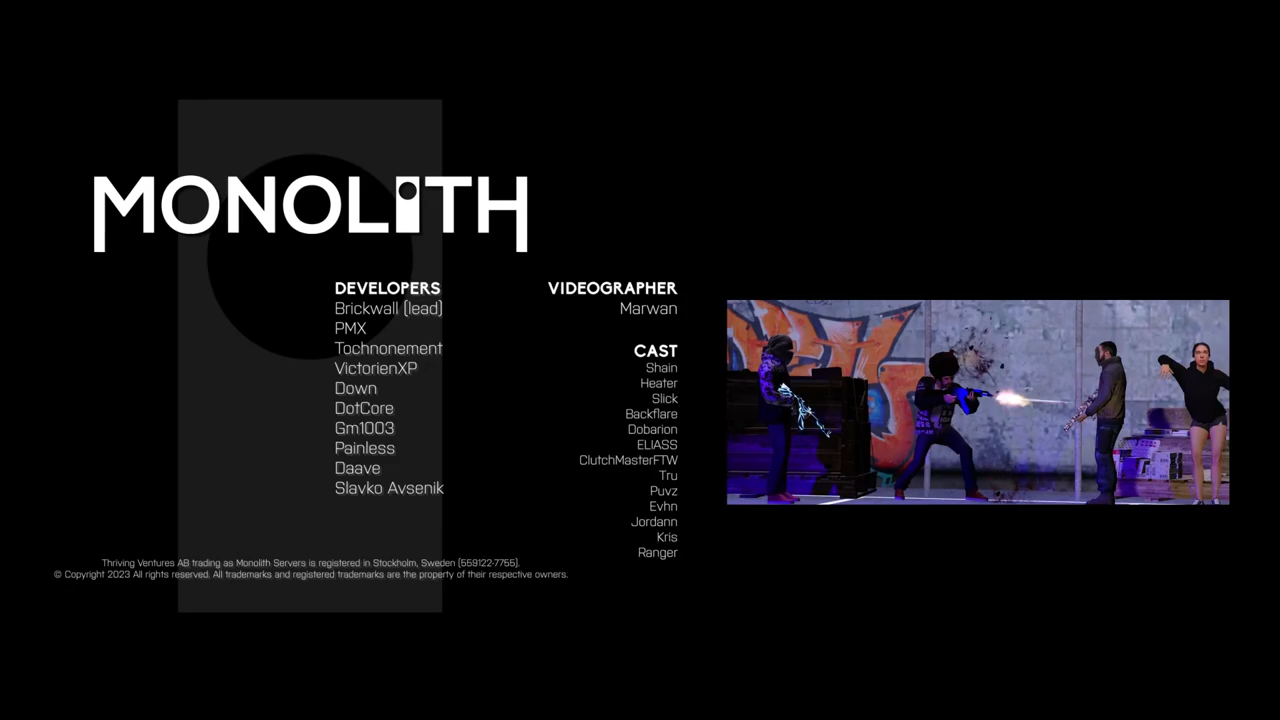 MONOLITH
DEVELOPERS
Brickwall (lead)
PMX
Tochnonement
VictorienXP
Down
DotCore
Gm1003
Painless
Daave
Slavko Avsenik
VIDEOGRAPHER
Marwan
CAST
Shain
Heater
Slick
Backflare
Dobarion
ELIASS
ClutchMasterFTW
Tru
Puvz
Evhn
Jordann
Kris
Ranger
Thriving Ventures AB trading as Monolith Servers is registered in Stockholm, Sweden (559122-7755).
© Copyright 2023 All rights reserved. All trademarks and registered trademarks are the property of their respective owners.